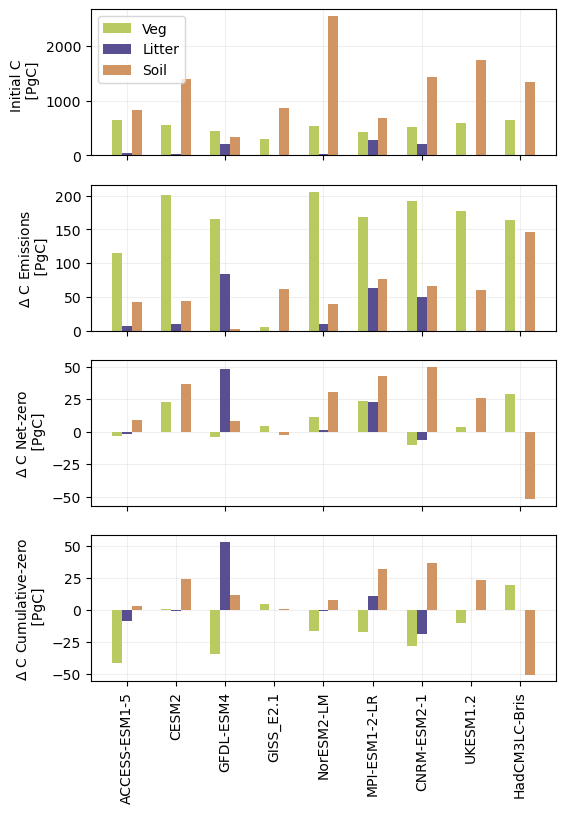 Initial C
[PgC]
2000
1000
0
Veg
Litter
Soil
Δ C Emissions
[PgC]
200
150
100
50
0
Δ C Net-zero
[PgC]
50
25
0
−25
−50
Δ C Cumulative-zero
[PgC]
50
25
0
−25
−50
ACCESS-ESM1-5
CESM2
GFDL-ESM4
GISS_E2.1
NorESM2-LM
MPI-ESM1-2-LR
CNRM-ESM2-1
UKESM1.2
HadCM3LC-Bris